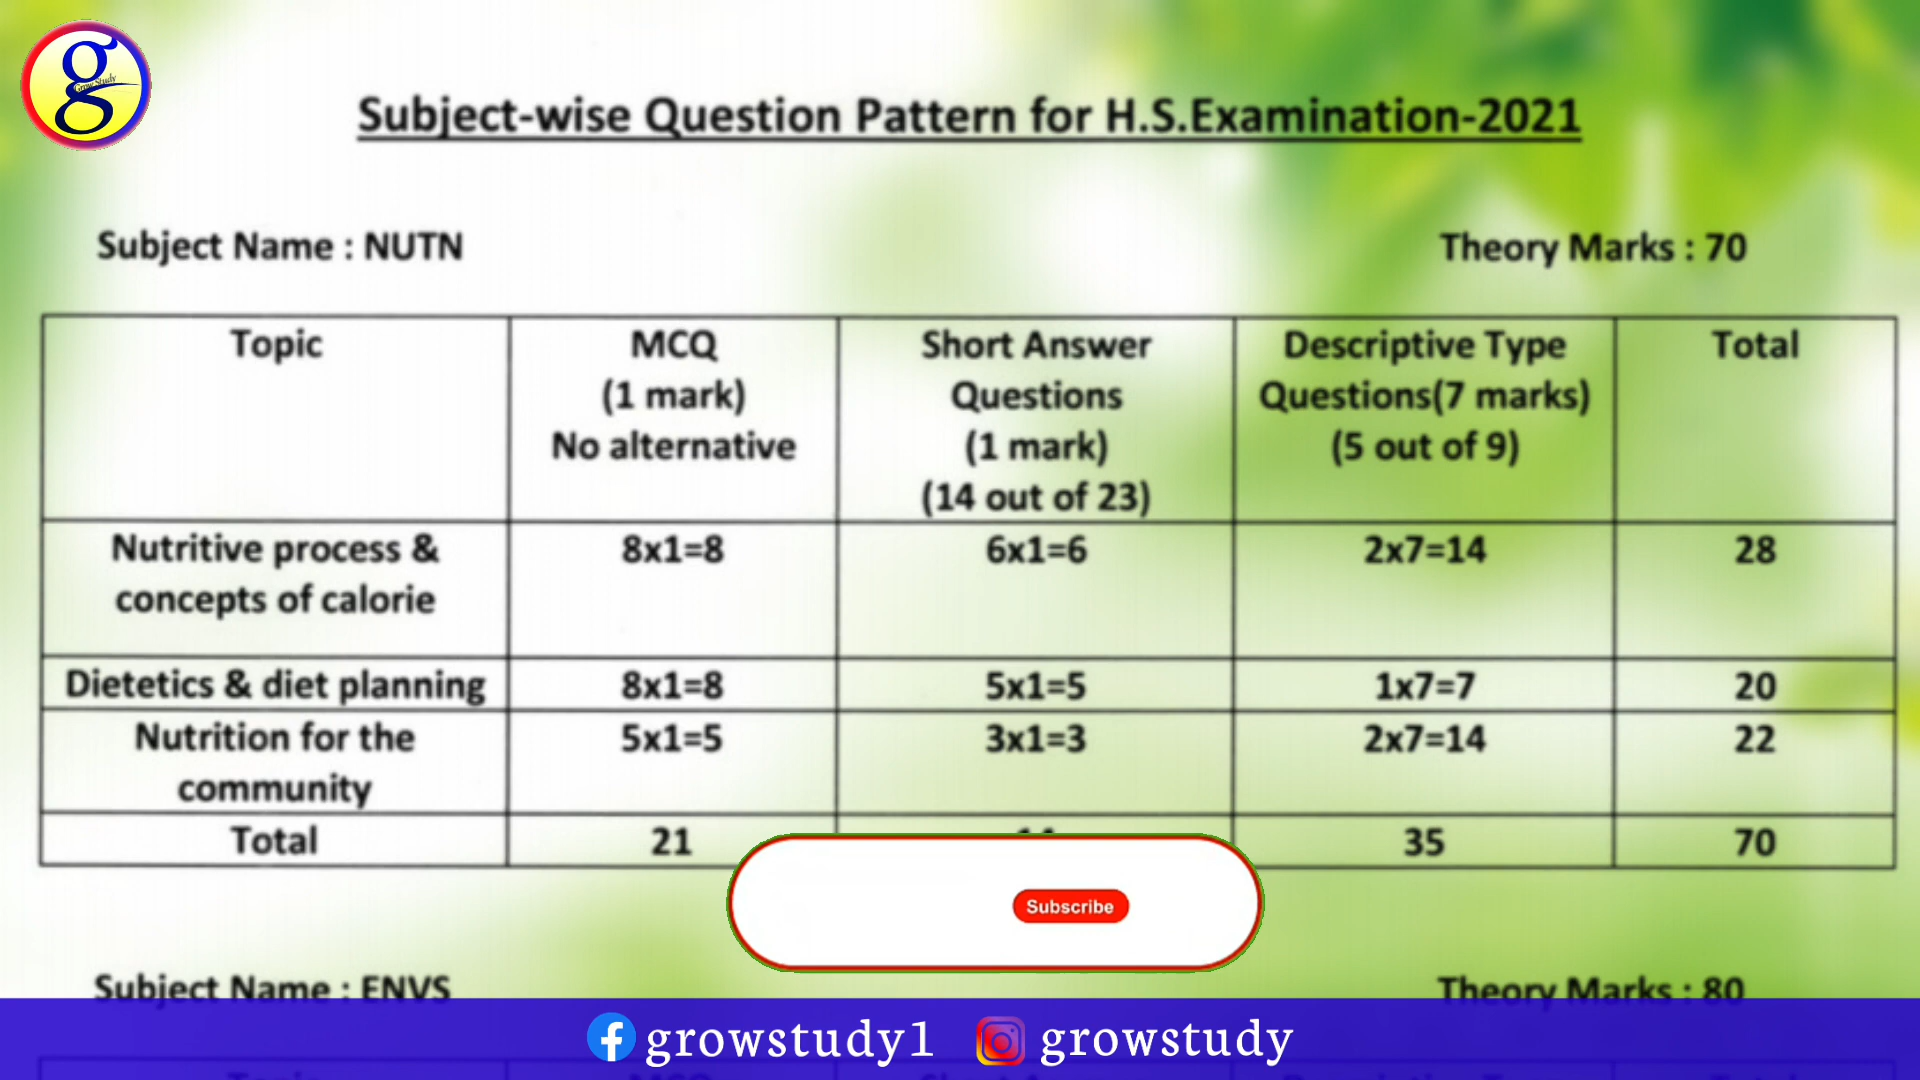 g
Grow Study
Subject-wise Question Pattern for H.S.Examination-2021
Subject Name : NUTN
Theory Marks : 70
Topic
MCQ
(1 mark)
No alternative
Short Answer
Questions
(1 mark)
(14 out of 23)
Descriptive Type
Questions(7 marks)
(5 out of 9)
Total
Nutritive process &
concepts of calorie
8x1=8
6x1=6
2x7=14
28
Dietetics & diet planning
8x1=8
5x1=5
1x7=7
20
Nutrition for the
community
5x1=5
3x1=3
2x7=14
22
Total
21
35
70
Subscribe
Subject Name : ENVS
Theory Marks : 80
growstudy1
growstudy